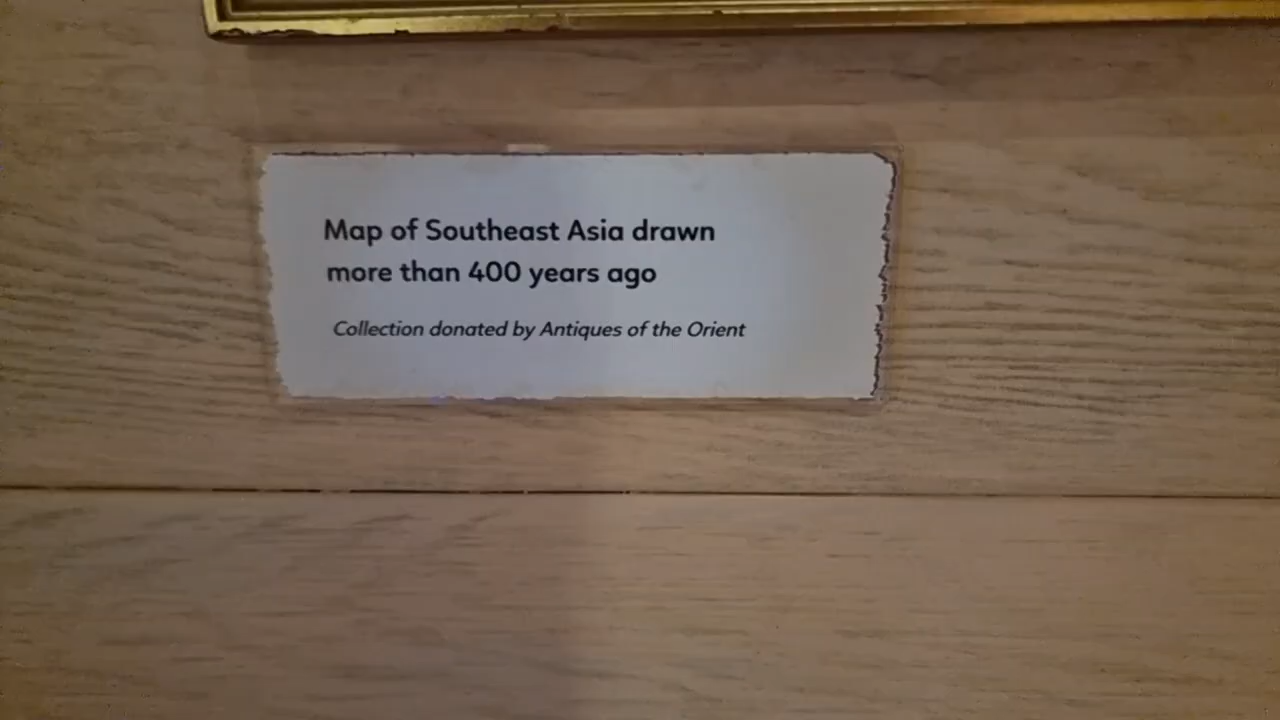 Map of Southeast Asia drawn
more than 400 years ago
Collection donated by Antiques of the Orient